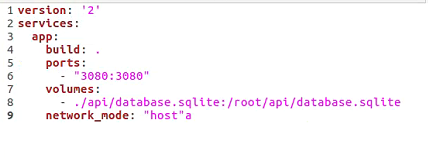 1 version: '2'
2 services:
3   app:
4     build: .
5     ports:
6       - "3080:3080"
7     volumes:
8       - ./api/database.sqlite:/root/api/database.sqlite
9     network_mode: "host"a